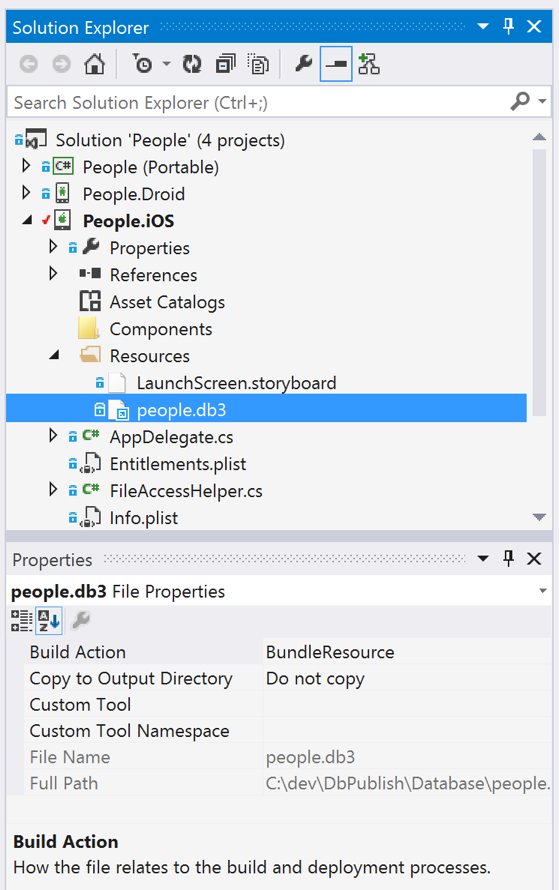 Solution Explorer
Search Solution Explorer (Ctrl+;)
Solution 'People' (4 projects)
C# People (Portable)
People.Droid
People.iOS
Properties
References
Asset Catalogs
Components
Resources
LaunchScreen.storyboard
people.db3
C# AppDelegate.cs
Entitlements.plist
C# FileAccessHelper.cs
Info.plist
Properties
people.db3 File Properties
A
Z
Build Action BundleResource
Copy to Output Directory Do not copy
Custom Tool
Custom Tool Namespace
File Name people.db3
Full Path C:\dev\DbPublish\Database\people.
Build Action
How the file relates to the build and deployment processes.